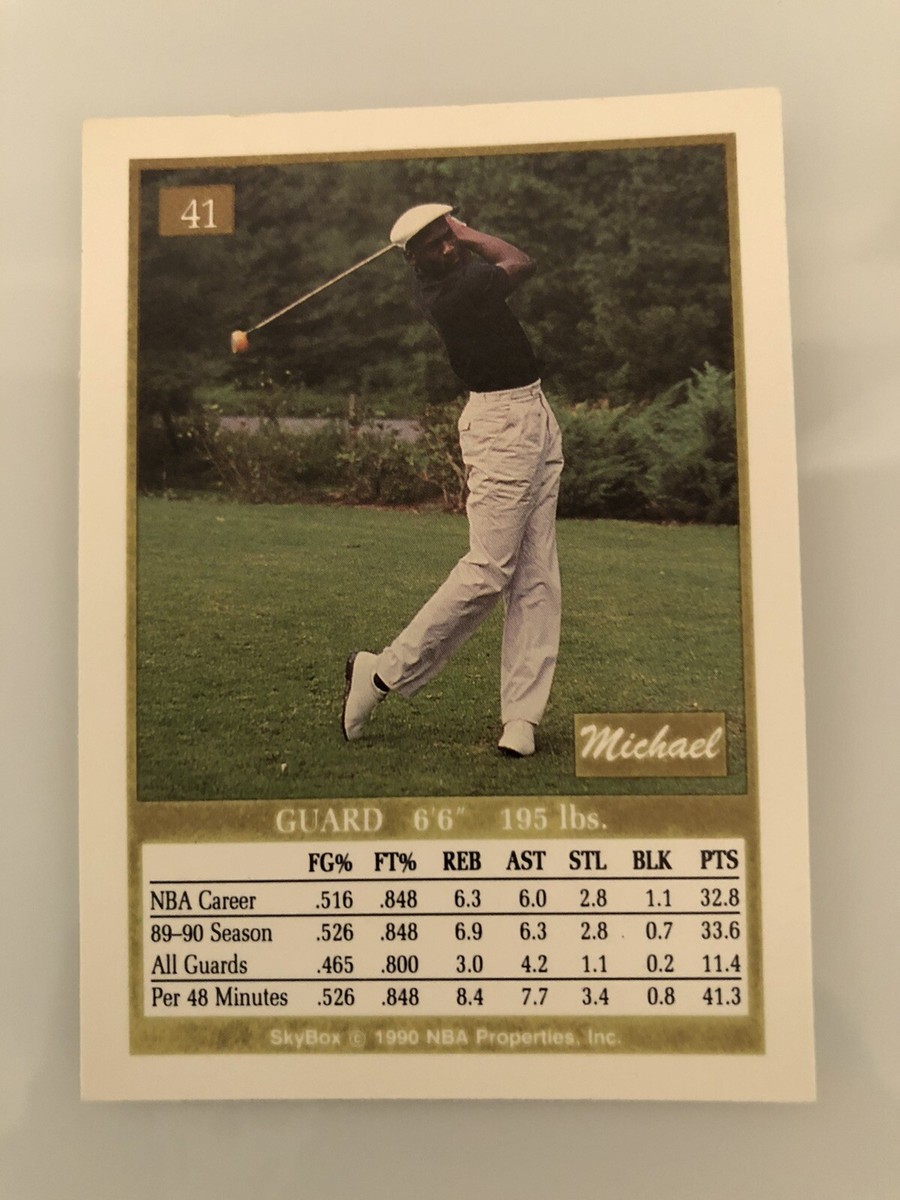 41
Michael
GUARD 6'6" 195 lbs.
FG% FT% REB AST STL BLK PTS
NBA Career .516 .848 6.3 6.0 2.8 1.1 32.8
89–90 Season .526 .848 6.9 6.3 2.8 0.7 33.6
All Guards .465 .800 3.0 4.2 1.1 0.2 11.4
Per 48 Minutes .526 .848 8.4 7.7 3.4 0.8 41.3
SkyBox © 1990 NBA Properties, Inc.